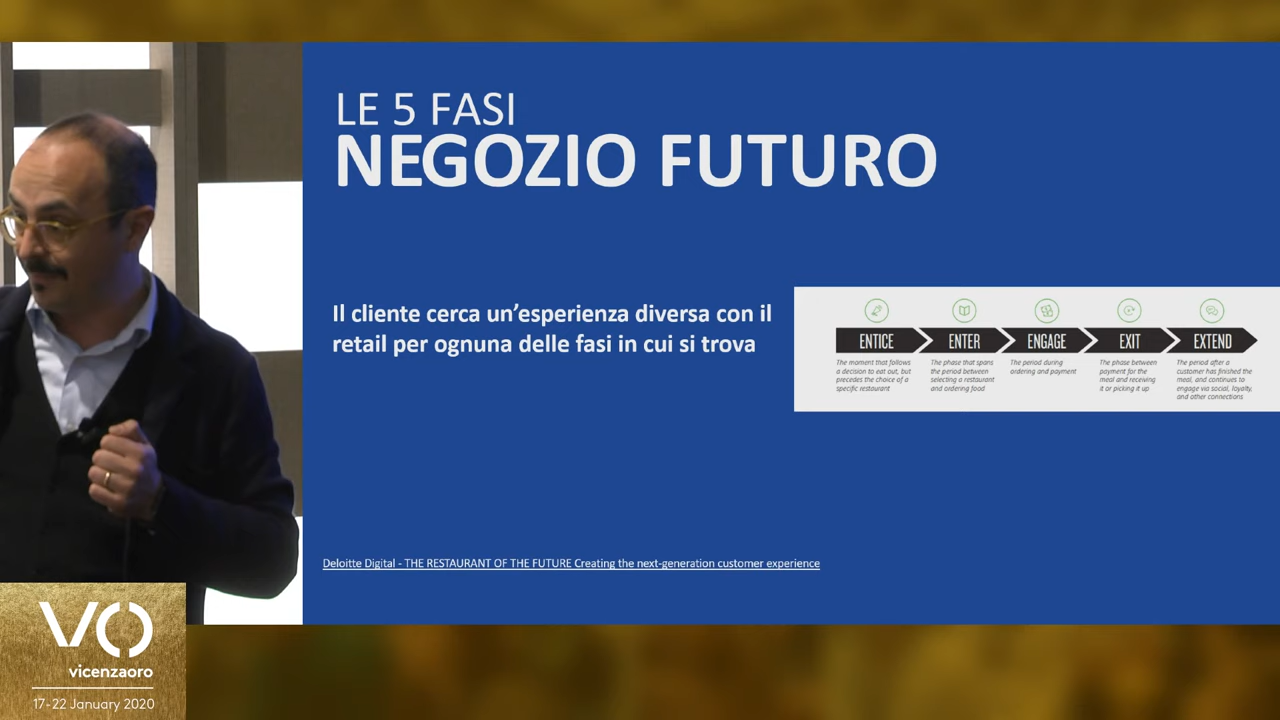 LE 5 FASI
NEGOZIO FUTURO
Il cliente cerca un’esperienza diversa con il
retail per ognuna delle fasi in cui si trova
ENTICE
The moment that follows
a decision to eat out, but
precedes the choice of a
specific restaurant
ENTER
The phase that spans
the period between
selecting a restaurant
and ordering food
ENGAGE
The period during
ordering and payment
EXIT
The phase between
payment for the
meal and receiving
it or picking it up
EXTEND
The period after a
customer has finished the
meal, and continues to
engage via social, loyalty,
and other connections
Deloitte Digital - THE RESTAURANT OF THE FUTURE Creating the next-generation customer experience
VO
vicenzaoro
17-22 January 2020